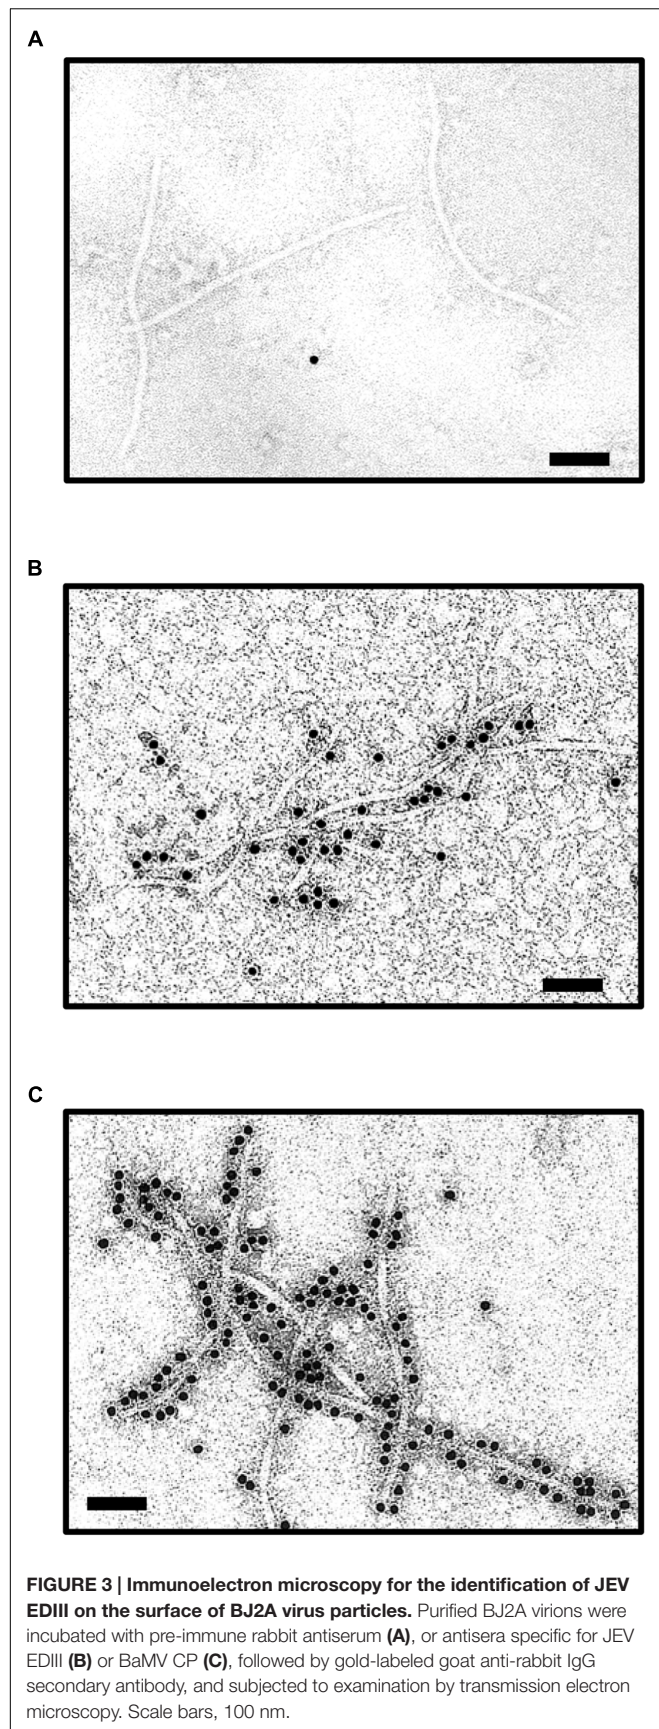 A
B
C
FIGURE 3 | Immunoelectron microscopy for the identification of JEV
EDIII on the surface of BJ2A virus particles. Purified BJ2A virions were
incubated with pre-immune rabbit antiserum (A), or antisera specific for JEV
EDIII (B) or BaMV CP (C), followed by gold-labeled goat anti-rabbit IgG
secondary antibody, and subjected to examination by transmission electron
microscopy. Scale bars, 100 nm.